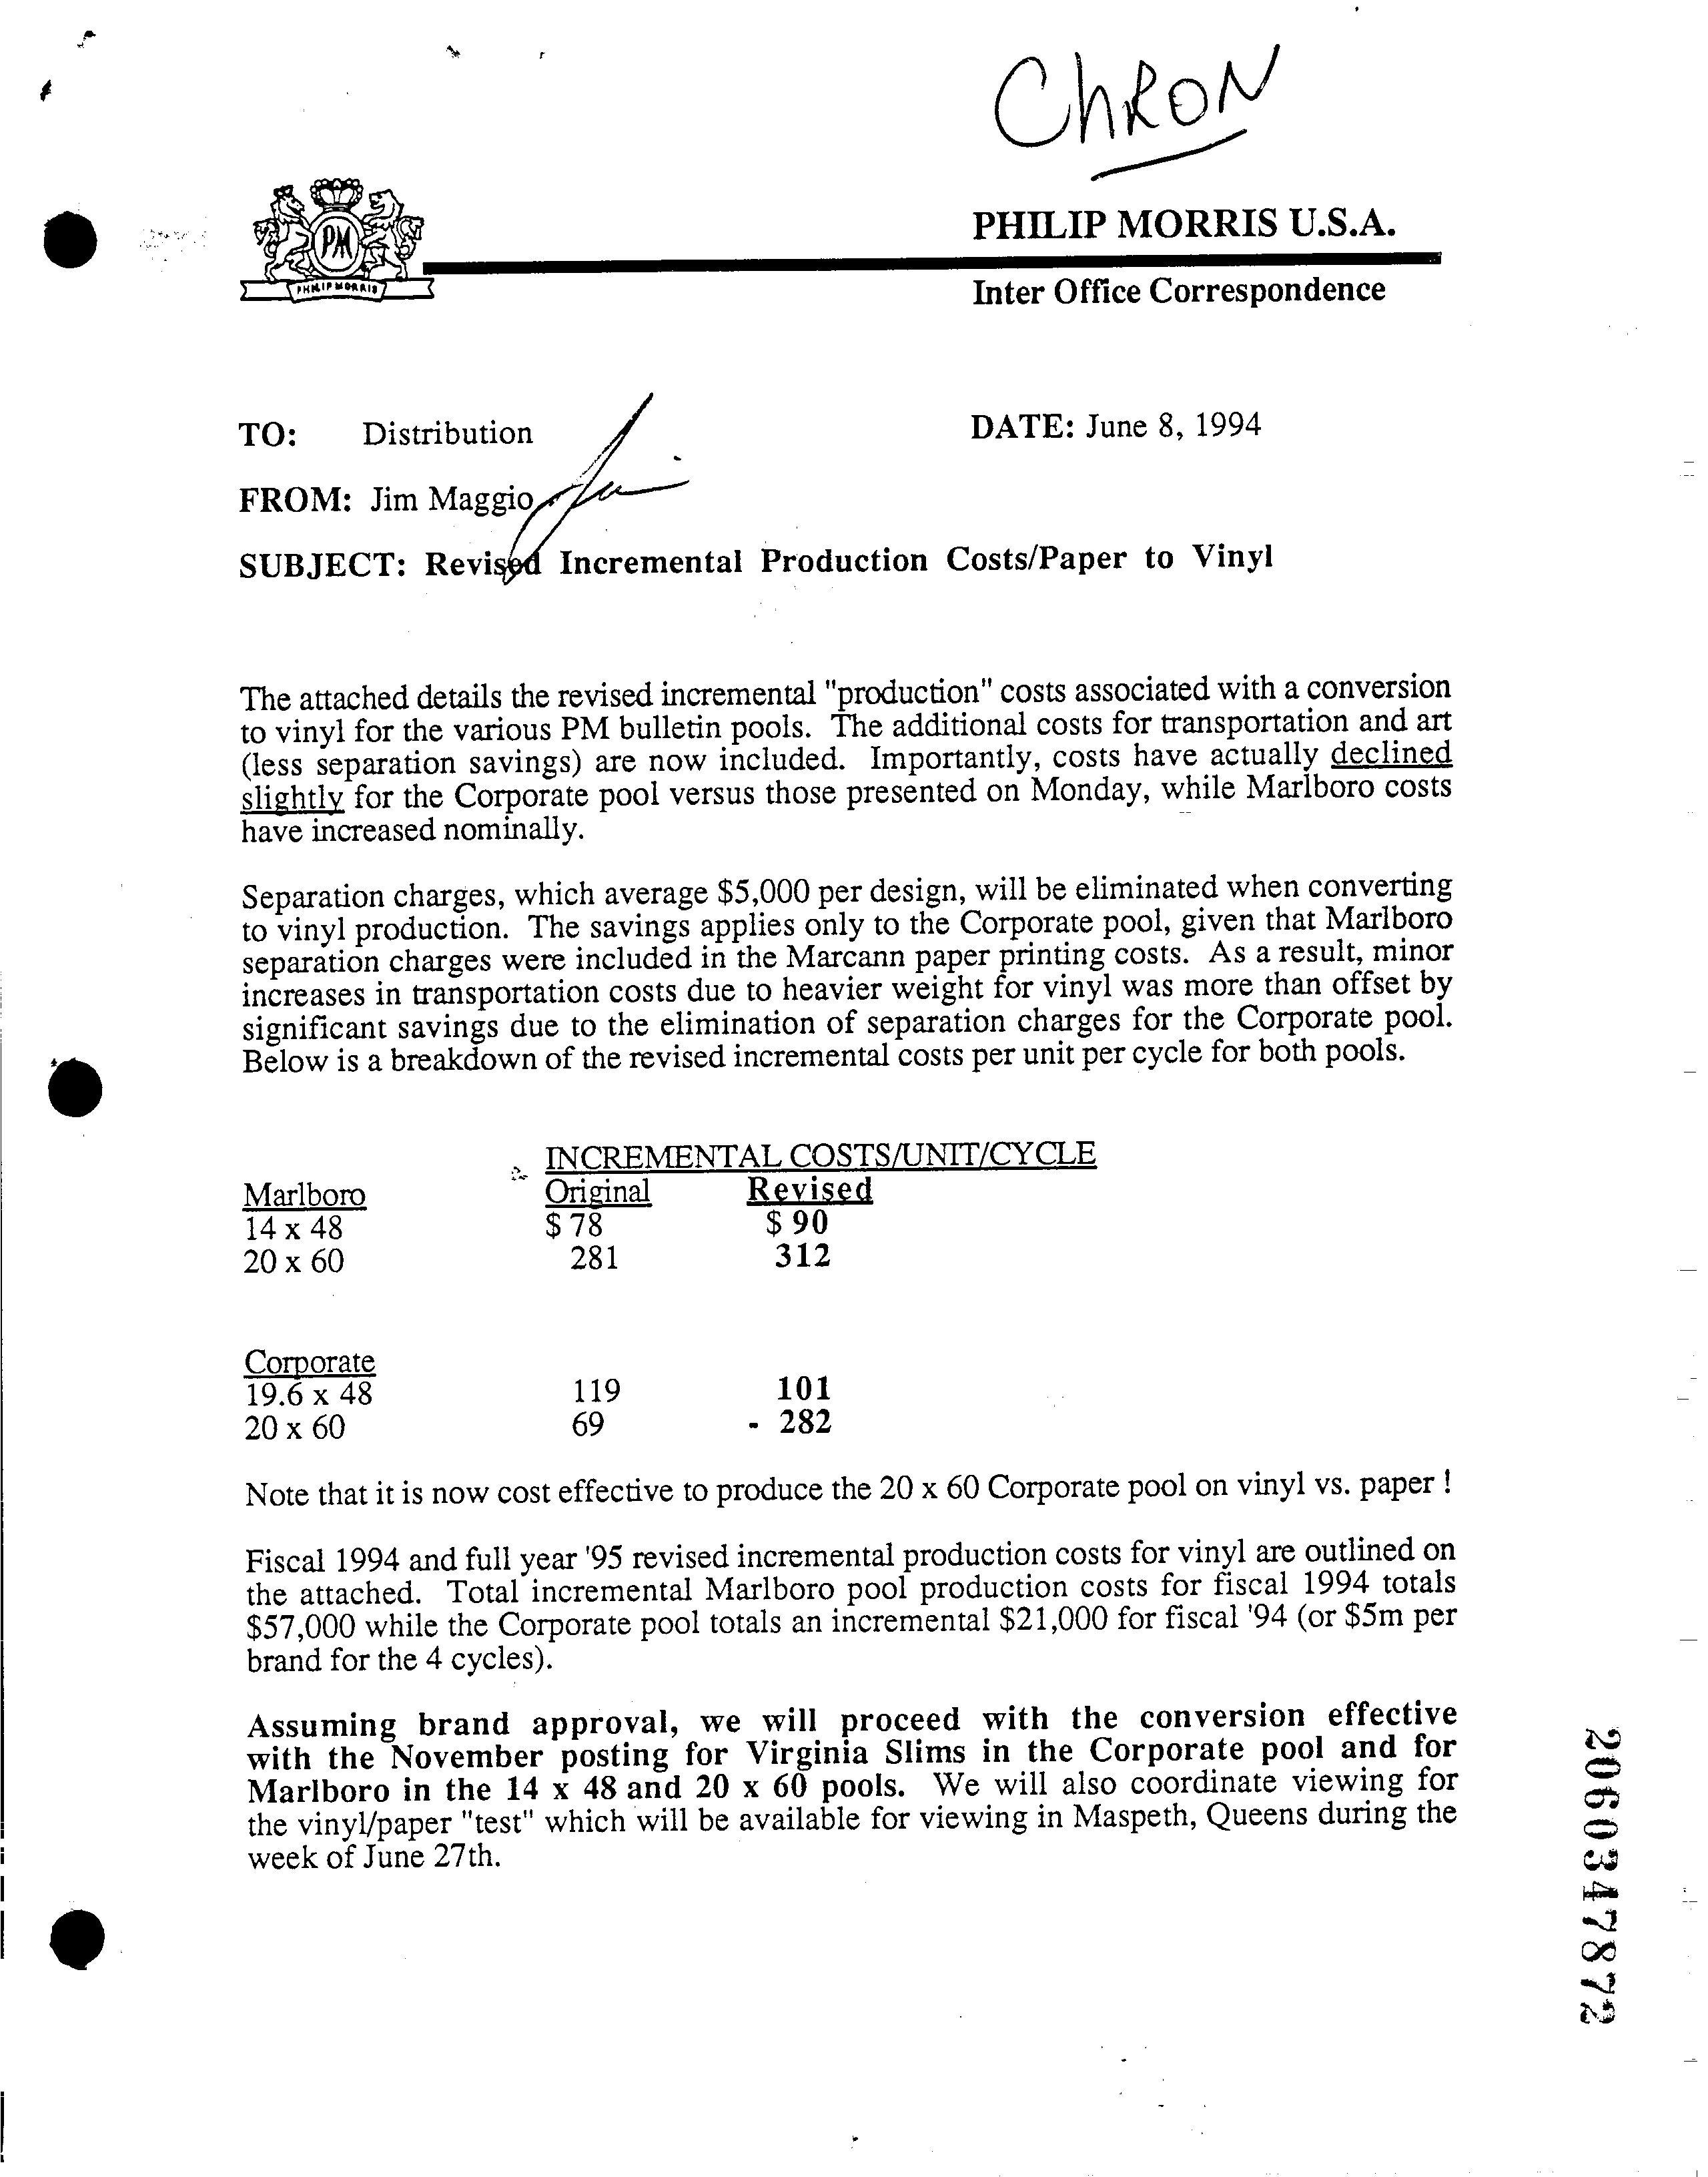 ChRON
PM
PHILIP MORRIS
PHILIP MORRIS U.S.A.
Inter Office Correspondence
TO: Distribution DATE: June 8, 1994
FROM: Jim Maggio Jim
SUBJECT: Revised Incremental Production Costs/Paper to Vinyl
The attached details the revised incremental "production" costs associated with a conversion
to vinyl for the various PM bulletin pools. The additional costs for transportation and art
(less separation savings) are now included. Importantly, costs have actually declined
slightly for the Corporate pool versus those presented on Monday, while Marlboro costs
have increased nominally.
Separation charges, which average $5,000 per design, will be eliminated when converting
to vinyl production. The savings applies only to the Corporate pool, given that Marlboro
separation charges were included in the Marcann paper printing costs. As a result, minor
increases in transportation costs due to heavier weight for vinyl was more than offset by
significant savings due to the elimination of separation charges for the Corporate pool.
Below is a breakdown of the revised incremental costs per unit per cycle for both pools.
INCREMENTAL COSTS/UNIT/CYCLE
Marlboro Original Revised
14 x 48 $ 78 $ 90
20 x 60 281 312
Corporate
19.6 x 48 119 101
20 x 60 69 - 282
Note that it is now cost effective to produce the 20 x 60 Corporate pool on vinyl vs. paper !
Fiscal 1994 and full year '95 revised incremental production costs for vinyl are outlined on
the attached. Total incremental Marlboro pool production costs for fiscal 1994 totals
$57,000 while the Corporate pool totals an incremental $21,000 for fiscal '94 (or $5m per
brand for the 4 cycles).
Assuming brand approval, we will proceed with the conversion effective
with the November posting for Virginia Slims in the Corporate pool and for
Marlboro in the 14 x 48 and 20 x 60 pools. We will also coordinate viewing for
the vinyl/paper "test" which will be available for viewing in Maspeth, Queens during the
week of June 27th.
2060347872